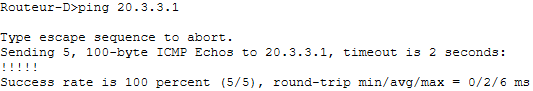 Routeur-D>ping 20.3.3.1
Type escape sequence to abort.
Sending 5, 100-byte ICMP Echos to 20.3.3.1, timeout is 2 seconds:
!!!!!
Success rate is 100 percent (5/5), round-trip min/avg/max = 0/2/6 ms